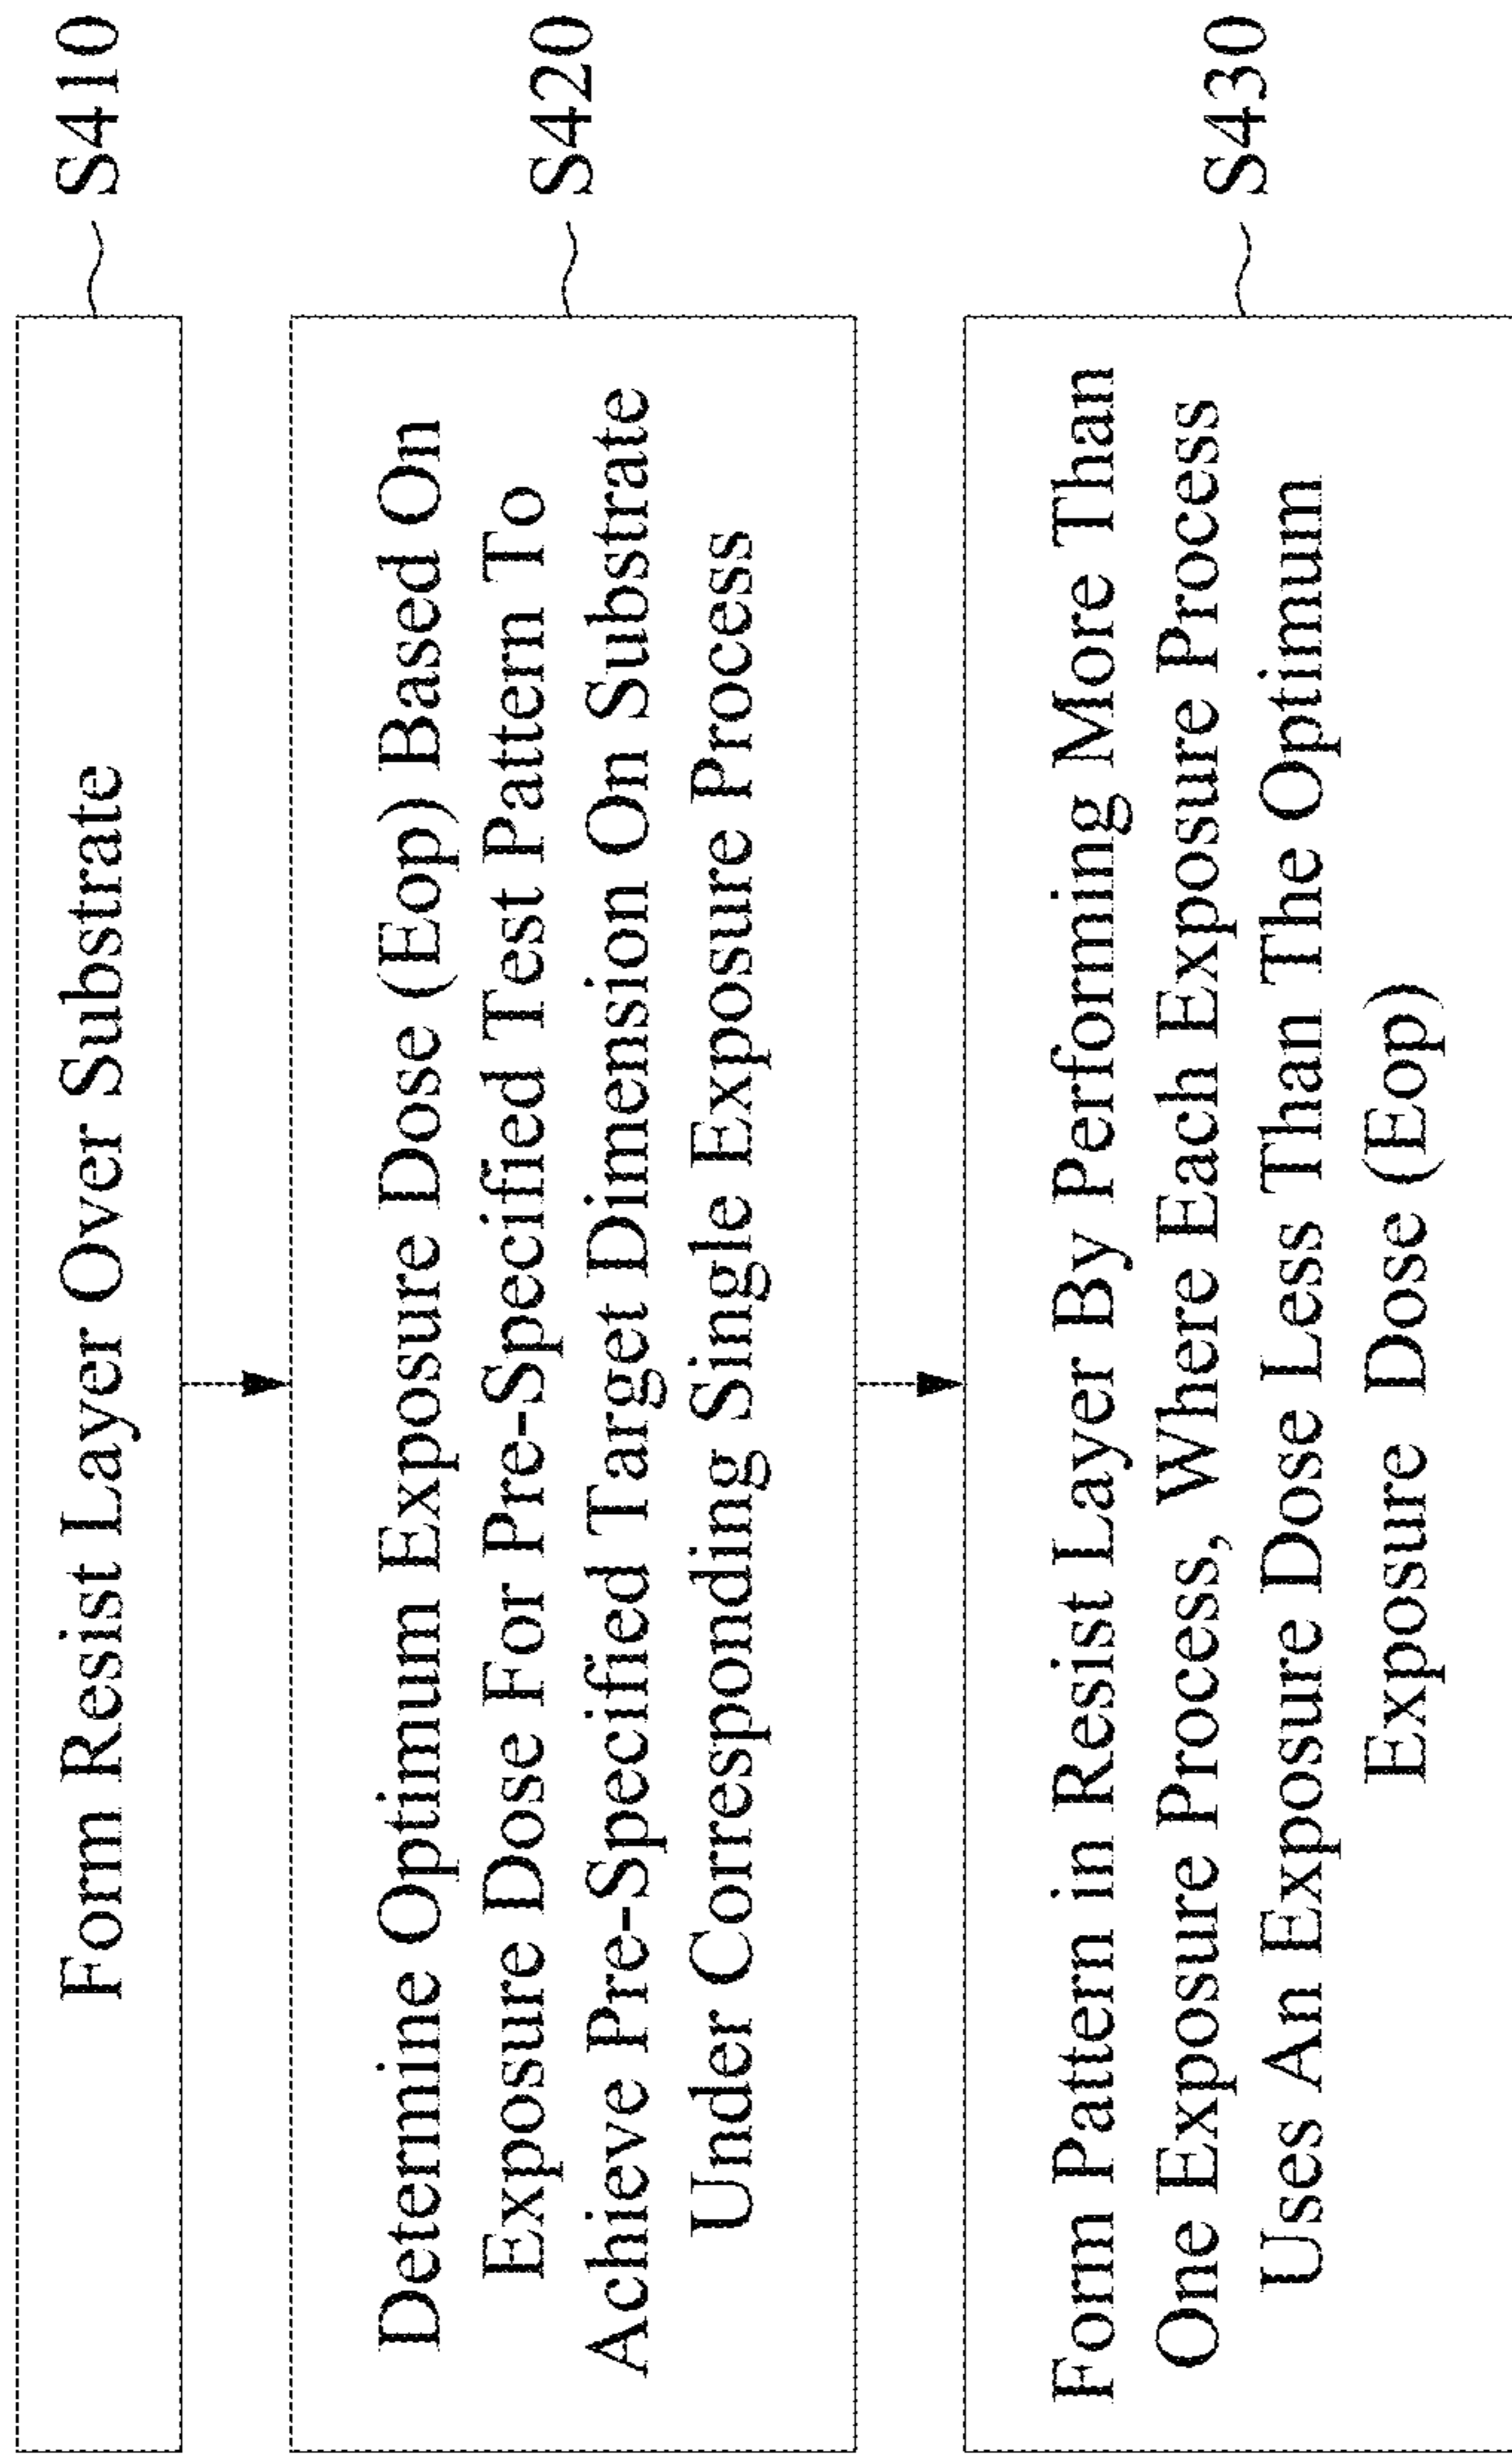 Form Resist Layer Over Substrate
S410
Determine Optimum Exposure Dose (Eop) Based On
Exposure Dose For Pre-Specified Test Pattern To
Achieve Pre-Specified Target Dimension On Substrate
Under Corresponding Single Exposure Process
S420
Form Pattern in Resist Layer By Performing More Than
One Exposure Process, Where Each Exposure Process
Uses An Exposure Dose Less Than The Optimum
Exposure Dose (Eop)
S430